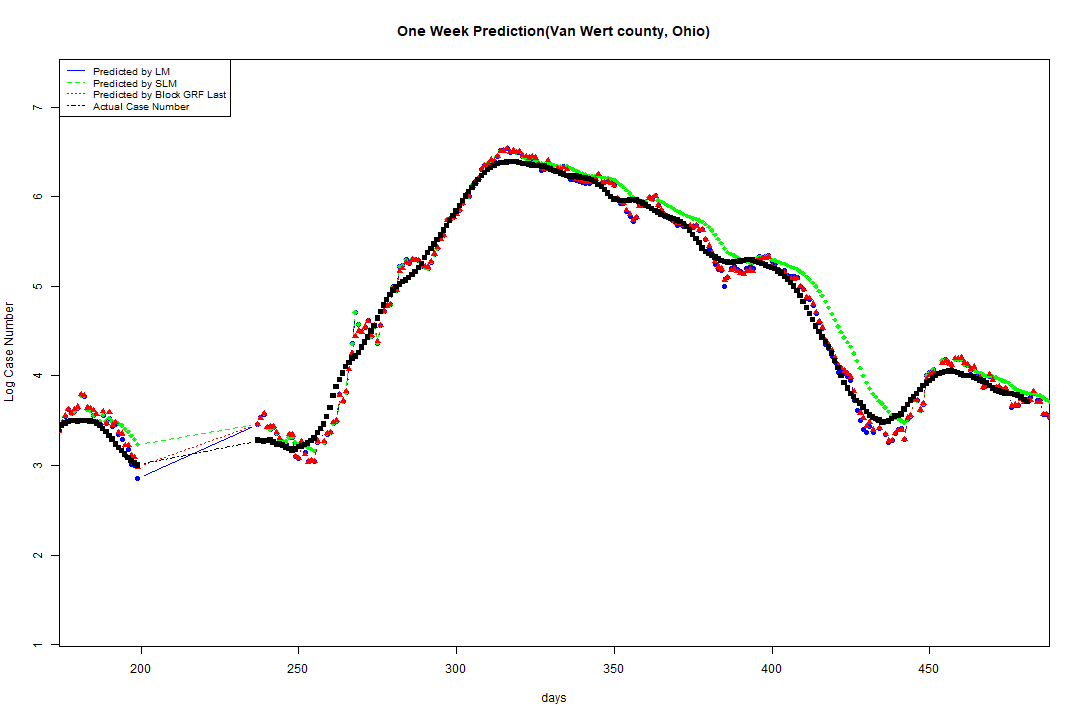 One Week Prediction(Van Wert county, Ohio)
Predicted by LM
Predicted by SLM
Predicted by Block GRF Last
Actual Case Number
7
6
5
4
3
2
1
Log Case Number
200 250 300 350 400 450
days